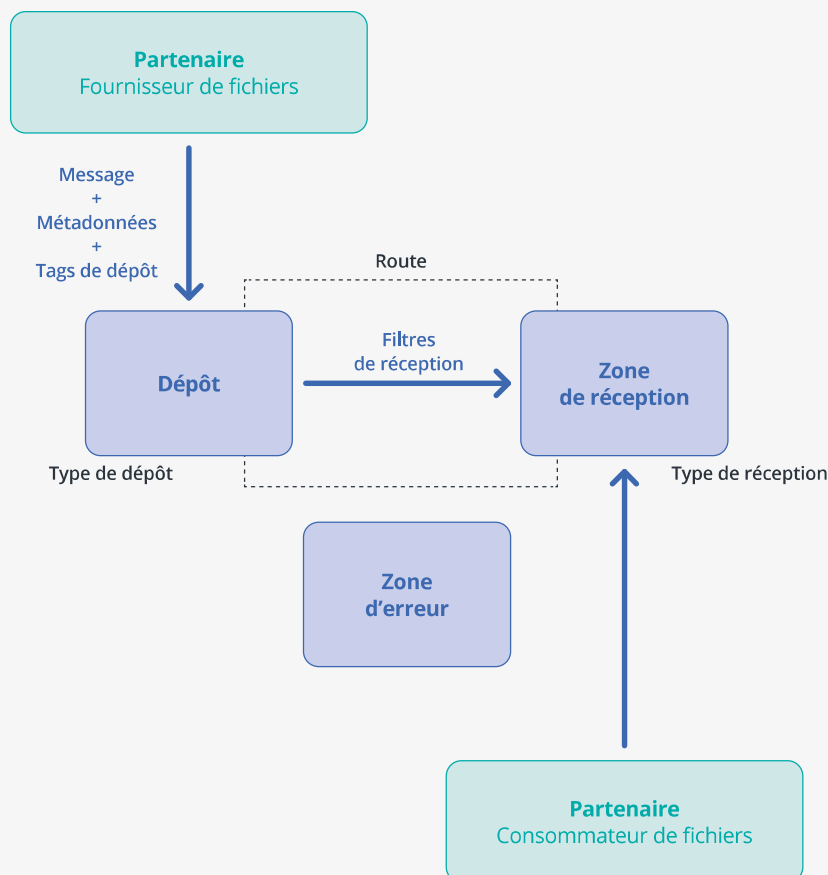 Partenaire
Fournisseur de fichiers
Message
+
Métadonnées
+
Tags de dépôt
Route
Filtres
de réception
Dépôt
Zone
de réception
Type de dépôt
Type de réception
Zone
d’erreur
Partenaire
Consommateur de fichiers